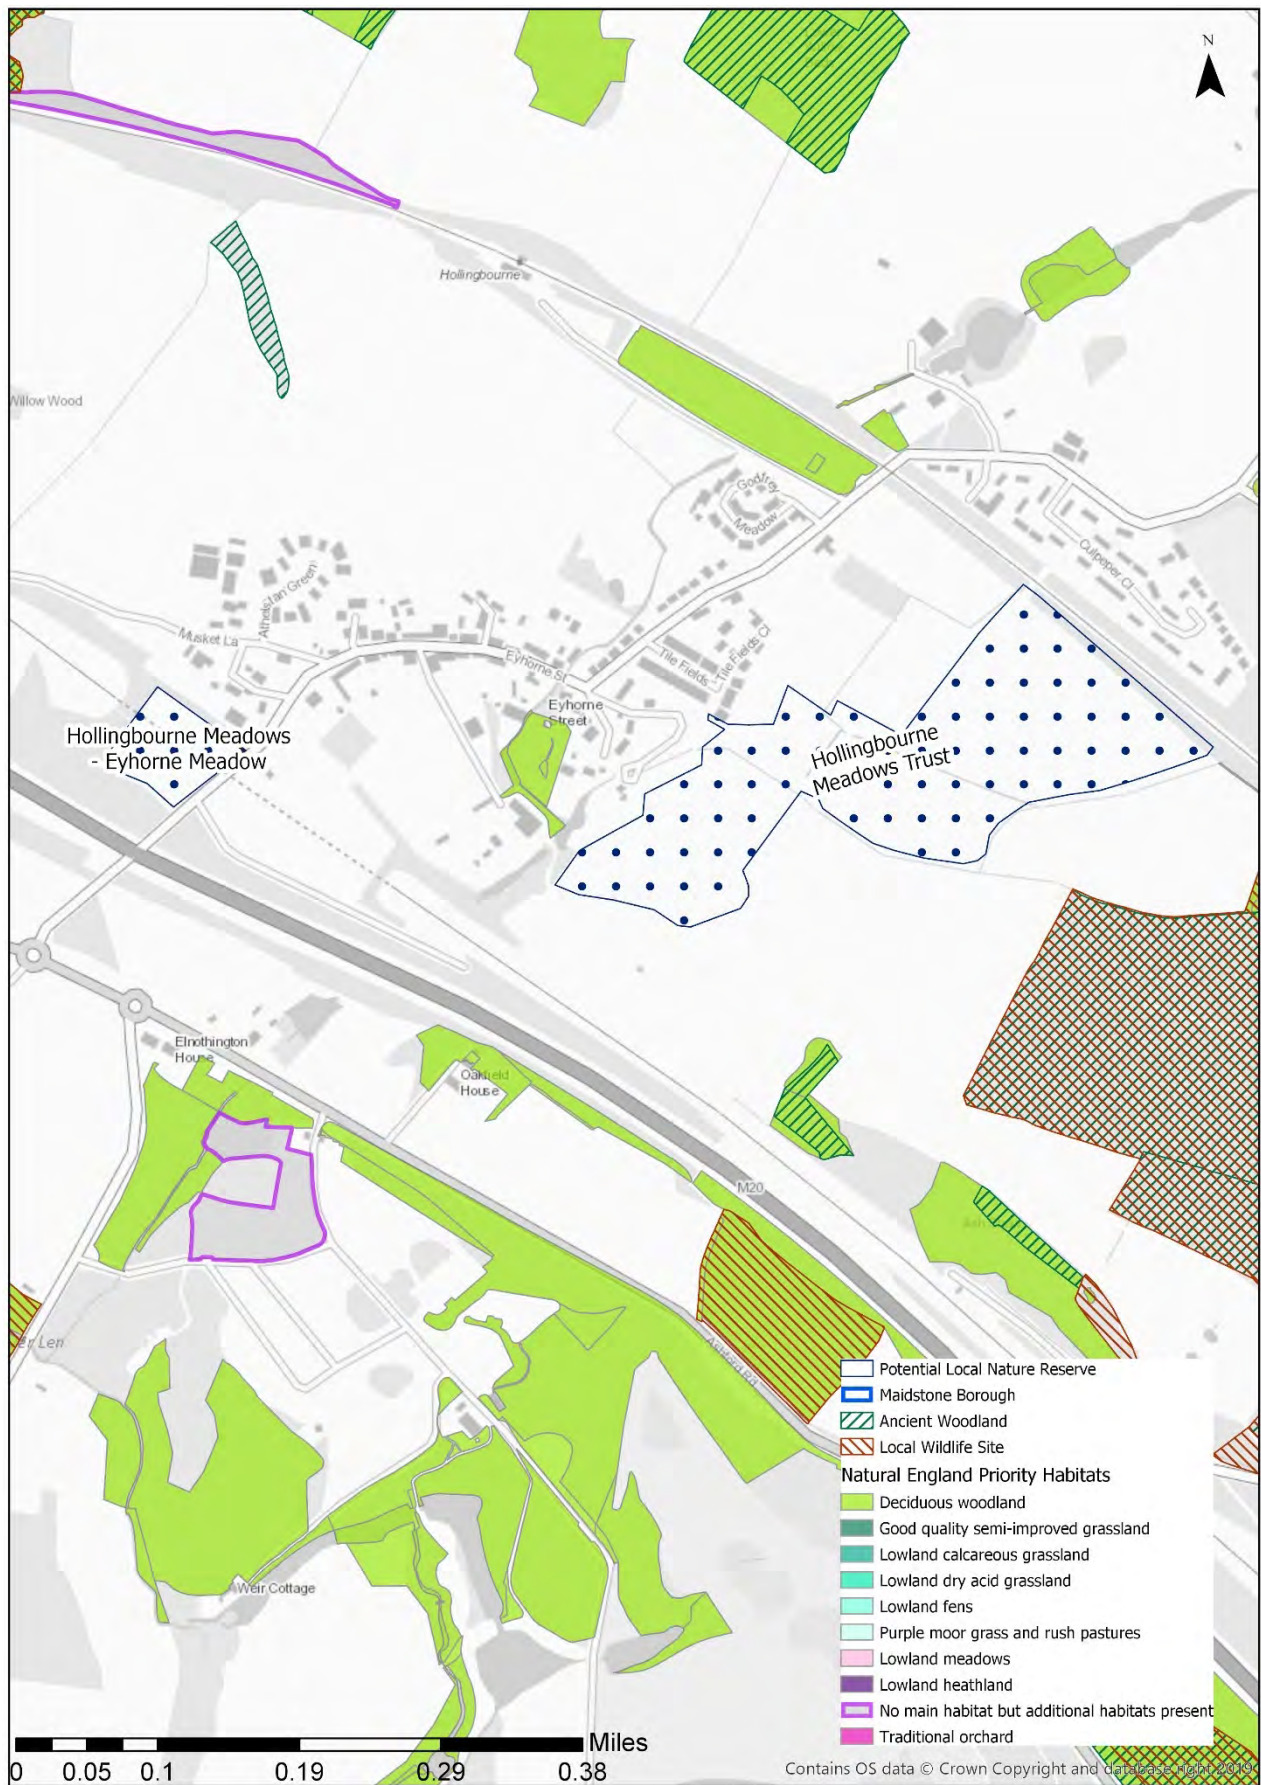 N
Hollingbourne
Willow Wood
Godfrey
Meadow
Culpeper Cl
Athelstan Green
Musket La
Eyhorne St
Tile Fields
Tile Fields Cl
Eyhorne
Street
Hollingbourne Meadows
- Eyhorne Meadow
Hollingbourne
Meadows Trust
Elnothington
House
Oakfield
House
M20
Ashford Rd
er Len
Weir Cottage
Potential Local Nature Reserve
Maidstone Borough
Ancient Woodland
Local Wildlife Site
Natural England Priority Habitats
Deciduous woodland
Good quality semi-improved grassland
Lowland calcareous grassland
Lowland dry acid grassland
Lowland fens
Purple moor grass and rush pastures
Lowland meadows
Lowland heathland
No main habitat but additional habitats present
Traditional orchard
Miles
0 0.05 0.1 0.19 0.29 0.38
Contains OS data © Crown Copyright and database right 2019